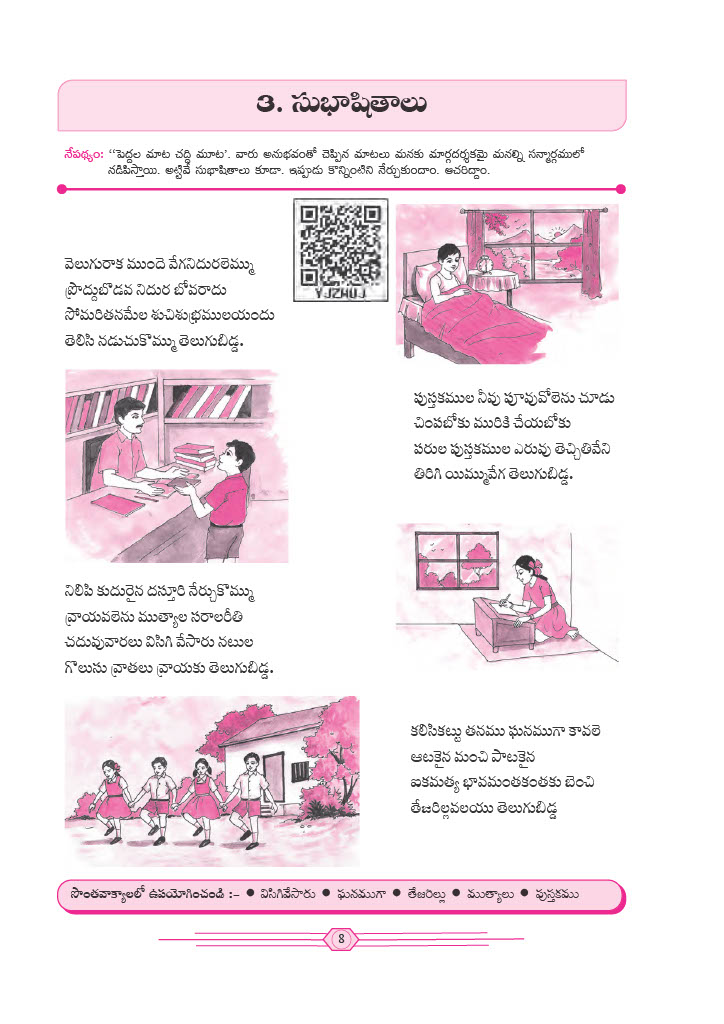 3. సుభాషితాలు
నేపథ్యం: ‘‘పెద్దల మాట చద్ది మూట’. వారు అనుభవంతో చెప్పిన మాటలు మనకు మార్గదర్శకమై మనల్ని సన్మార్గములో
నడిపిస్తాయి. అట్టివే సుభాషితాలు కూడా. ఇప్పుడు కొన్నింటిని నేర్చుకుందాం. ఆచరిద్దాం.
YJZHUJ
వెలుగురాక ముందె వేగనిదురలెమ్ము
ప్రొద్దుబొడవ నిదుర బోవరాదు
సోమరితనమేల శుచిశుభ్రములయందు
తెలిసి నడుచుకొమ్ము తెలుగుబిడ్డ.
పుస్తకముల నీవు పూవువోలెను చూడు
చింపబోకు మురికి చేయబోకు
పరుల పుస్తకముల ఎరువు తెచ్చితివేని
తిరిగి యిమ్మువేగ తెలుగుబిడ్డ.
నిలిపి కుదురైన దస్తూరి నేర్చుకొమ్ము
వ్రాయవలెను ముత్యాల సరాలరీతి
చదువువారలు విసిగి వేసారు నటుల
గొలుసు వ్రాతలు వ్రాయకు తెలుగుబిడ్డ.
కలిసికట్టు తనము ఘనముగా కావలె
ఆటకైన మంచి పాటకైన
ఐకమత్య భావమంతకంతకు బెంచి
తేజరిల్లవలయు తెలుగుబిడ్డ
సొంతవాక్యాలలో ఉపయోగించండి :– ● విసిగివేసారు ● ఘనముగా ● తేజరిల్లు ● ముత్యాలు ● పుస్తకము
8